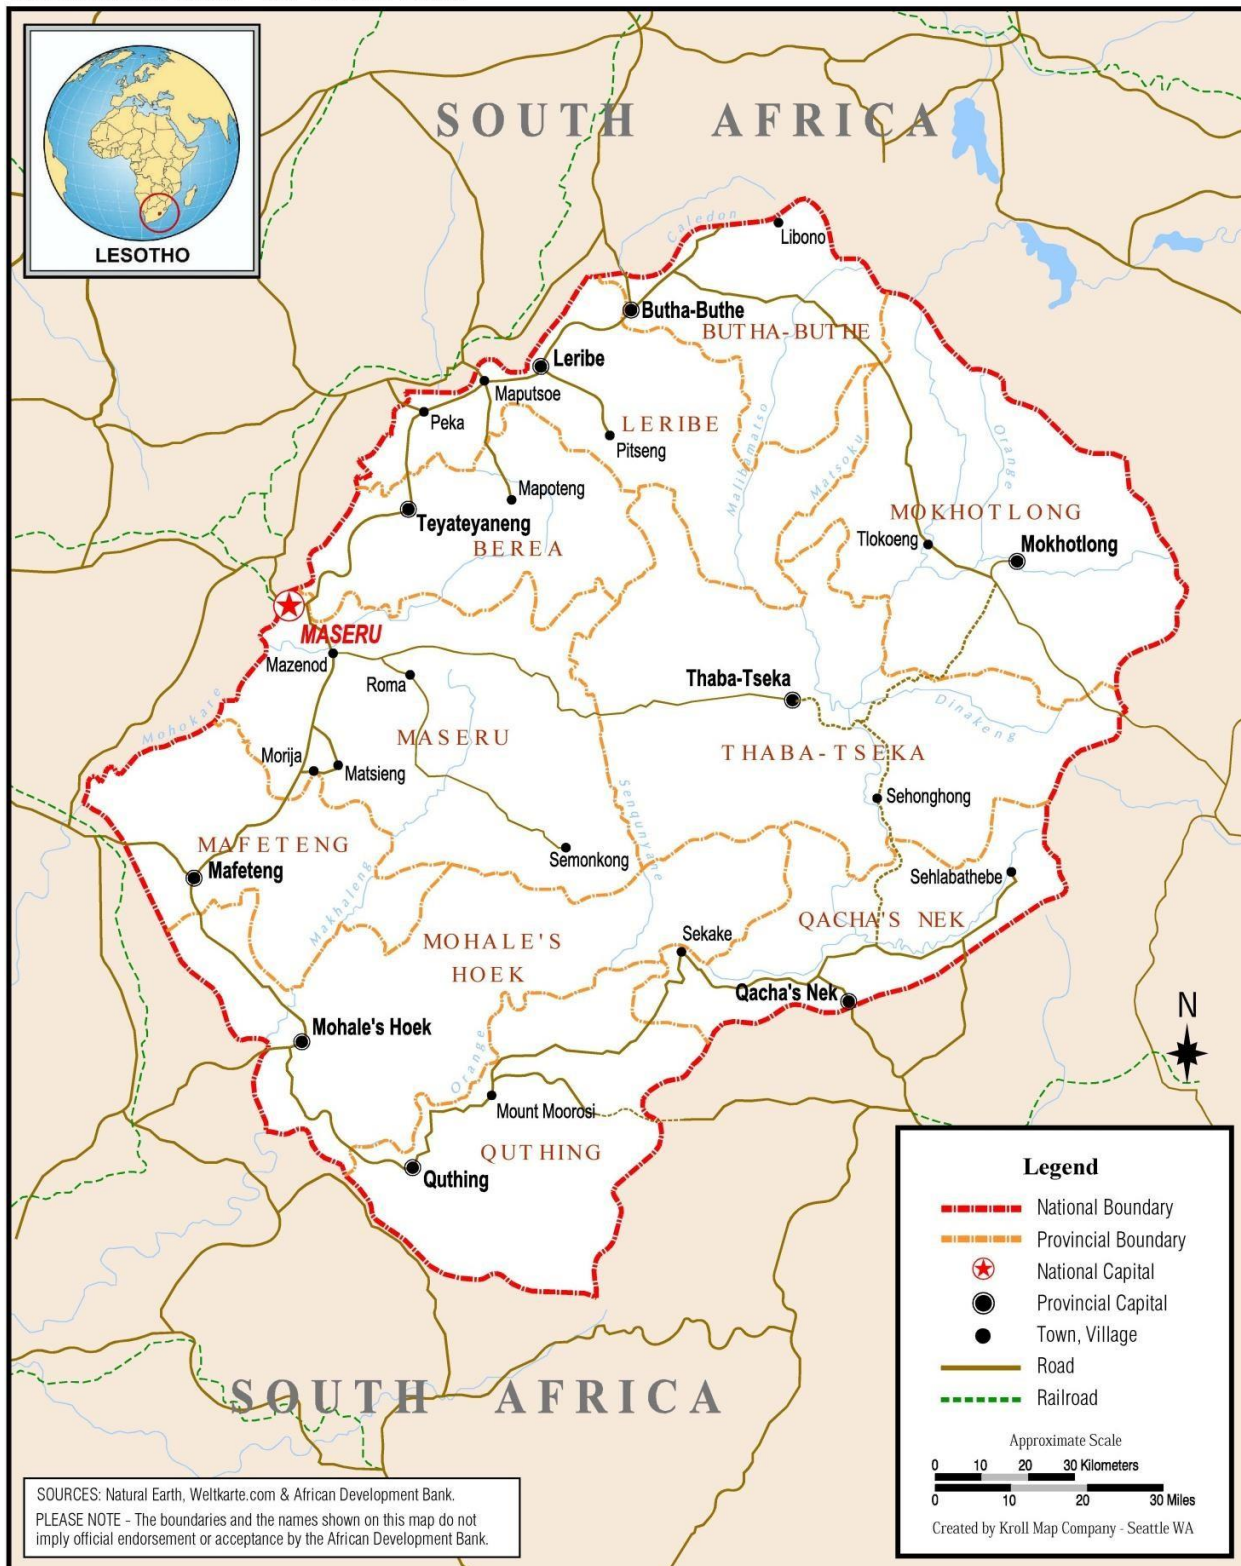 LESOTHO
SOUTH AFRICA
Caledon
Libono
Butha-Buthe
BUTHA-BUTHE
Leribe
Maputsoe
Peka
LERIBE
Pitseng
Malibamatso
Matsoku
Orange
Mapoteng
Teyateyaneng
BEREA
MOKHOTLONG
Tlokoeng
Mokhotlong
MASERU
Mazenod
Roma
Thaba-Tseka
Mohokare
Dinakeng
MASERU
THABA-TSEKA
Morija
Matsieng
Senqunyane
Sehonghong
MAFETENG
Mafeteng
Semonkong
Sehlabathebe
Makhaleng
QACHA'S NEK
MOHALE'S
HOEK
Sekake
Qacha's Nek
Mohale's Hoek
Orange
Mount Moorosi
QUTHING
Quthing
N
SOUTH AFRICA
Legend
National Boundary
Provincial Boundary
National Capital
Provincial Capital
Town, Village
Road
Railroad
Approximate Scale
0 10 20 30 Kilometers
0 10 20 30 Miles
Created by Kroll Map Company - Seattle WA
SOURCES: Natural Earth, Weltkarte.com & African Development Bank.
PLEASE NOTE - The boundaries and the names shown on this map do not
imply official endorsement or acceptance by the African Development Bank.